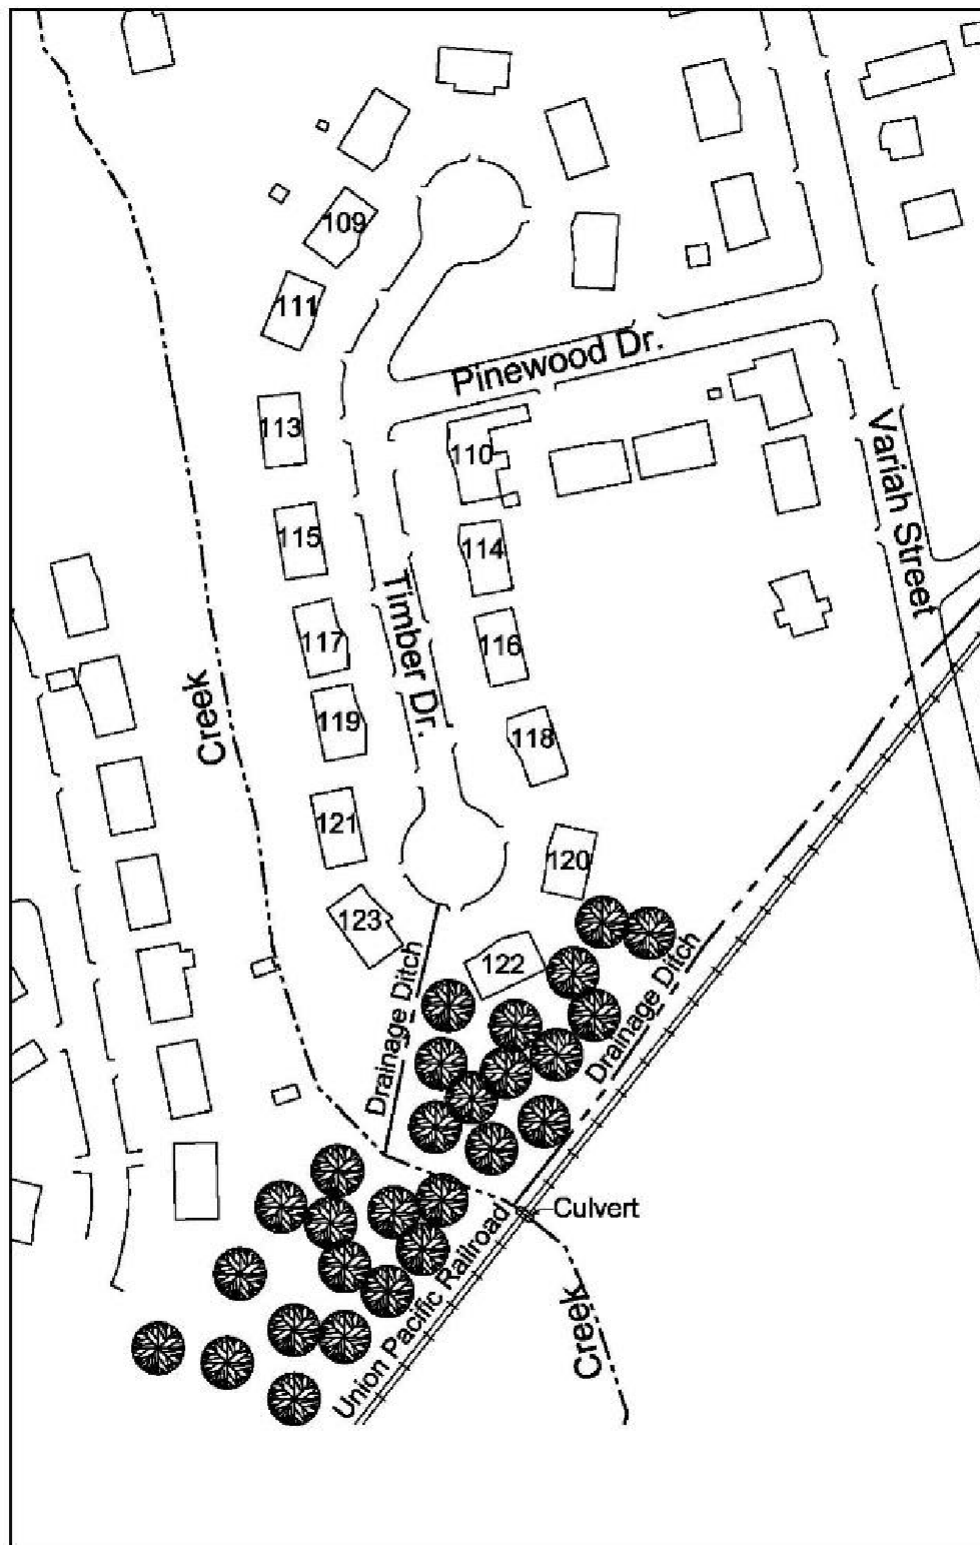 109
111
Pinewood Dr.
113
110
Variah Street
115
114
Timber Dr.
117
116
Creek
119
118
121
120
123
122
Drainage Ditch
Drainage Ditch
Culvert
Union Pacific Railroad
Creek